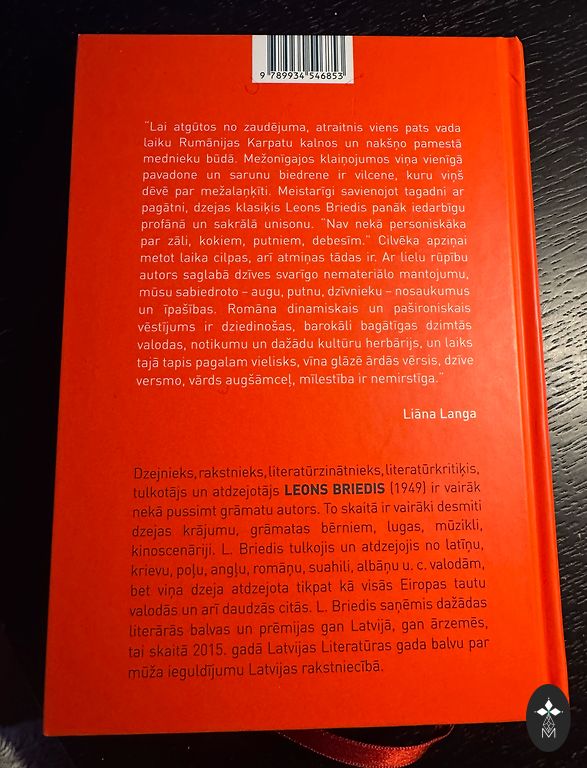 9 789934 546853
"Lai atgūtos no zaudējuma, atraitnis viens pats vada
laiku Rumānijas Karpatu kalnos un nakšņo pamestā
mednieku būdā. Mežonīgajos klaiņojumos viņa vienīgā
pavadone un sarunu biedrene ir vilcene, kuru viņš
dēvē par mežalaņķīti. Meistarīgi savienojot tagadni ar
pagātni, dzejas klasiķis Leons Briedis panāk iedarbīgu
profānā un sakrālā unisonu. "Nav nekā personiskāka
par zāli, kokiem, putniem, debesīm." Cilvēka apziņai
metot laika cilpas, arī atmiņas tādas ir. Ar lielu rūpību
autors saglabā dzīves svarīgo nemateriālo mantojumu,
mūsu sabiedroto – augu, putnu, dzīvnieku – nosaukumus
un īpašības. Romāna dinamiskais un pašironiskais
vēstījums ir dziedinošas, barokāli bagātīgas dzimtās
valodas, notikumu un dažādu kultūru herbārijs, un laiks
tajā tapis pagalam vielisks, vīna glāzē ārdās vērsis, dzīve
versmo, vārds augšāmceļ, mīlestība ir nemirstīga."
Liāna Langa
Dzejnieks, rakstnieks, literatūrzinātnieks, literatūrkritiķis,
tulkotājs un atdzejotājs LEONS BRIEDIS (1949) ir vairāk
nekā pussimt grāmatu autors. To skaitā ir vairāki desmiti
dzejas krājumu, grāmatas bērniem, lugas, mūzikli,
kinoscenāriji. L. Briedis tulkojis un atdzejojis no latīņu,
krievu, poļu, angļu, romāņu, suahili, albāņu u. c. valodām,
bet viņa dzeja atdzejota tikpat kā visās Eiropas tautu
valodās un arī daudzās citās. L. Briedis saņēmis dažādas
literārās balvas un prēmijas gan Latvijā, gan ārzemēs,
tai skaitā 2015. gadā Latvijas Literatūras gada balvu par
mūža ieguldījumu Latvijas rakstniecībā.